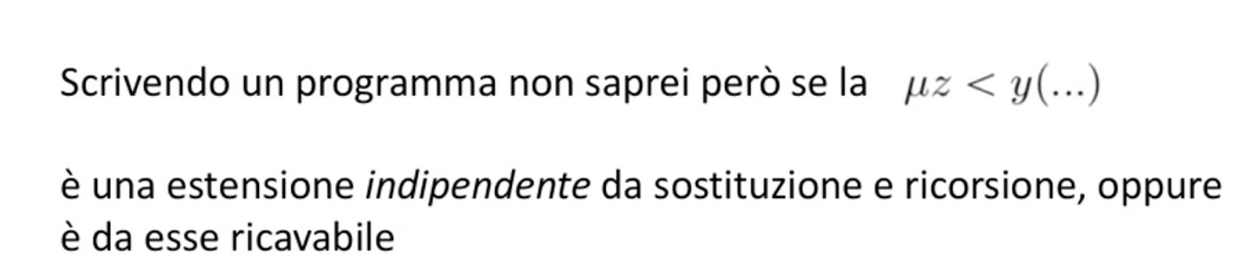 Scrivendo un programma non saprei però se la μz < y(...)
è una estensione indipendente da sostituzione e ricorsione, oppure
è da esse ricavabile